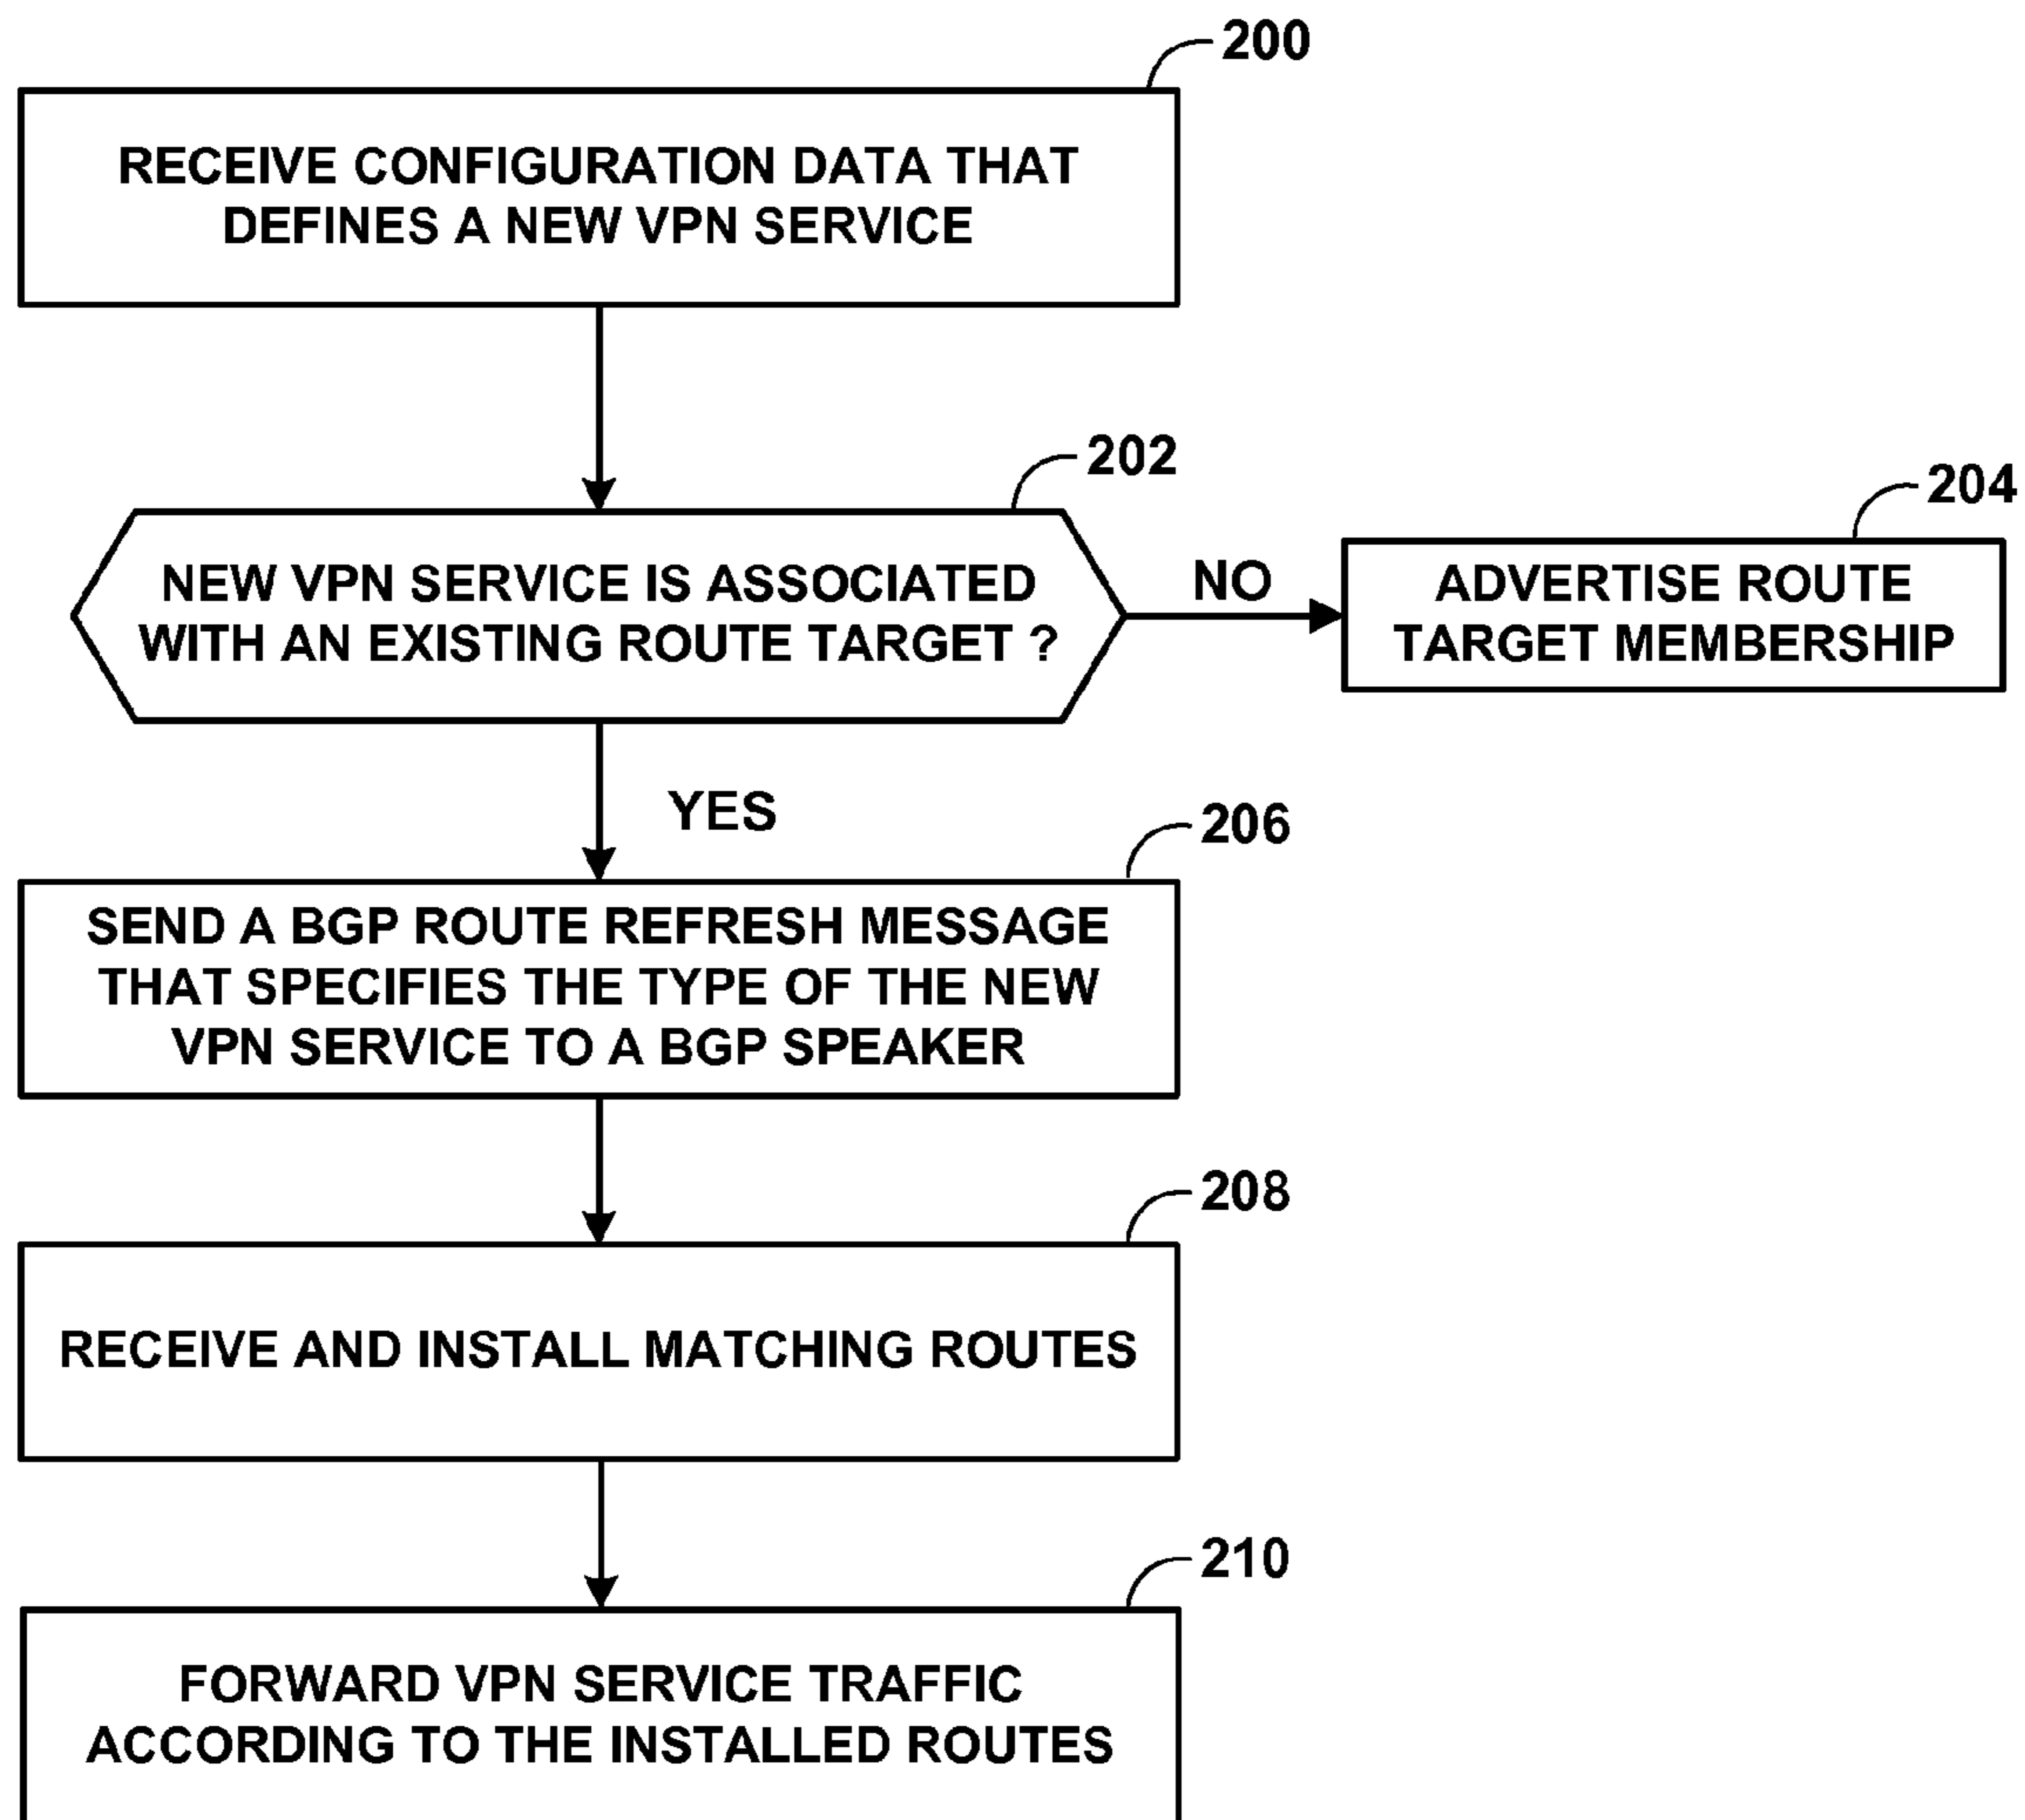 200
RECEIVE CONFIGURATION DATA THAT
DEFINES A NEW VPN SERVICE
202
NEW VPN SERVICE IS ASSOCIATED
WITH AN EXISTING ROUTE TARGET ?
NO
204
ADVERTISE ROUTE
TARGET MEMBERSHIP
YES
206
SEND A BGP ROUTE REFRESH MESSAGE
THAT SPECIFIES THE TYPE OF THE NEW
VPN SERVICE TO A BGP SPEAKER
208
RECEIVE AND INSTALL MATCHING ROUTES
210
FORWARD VPN SERVICE TRAFFIC
ACCORDING TO THE INSTALLED ROUTES